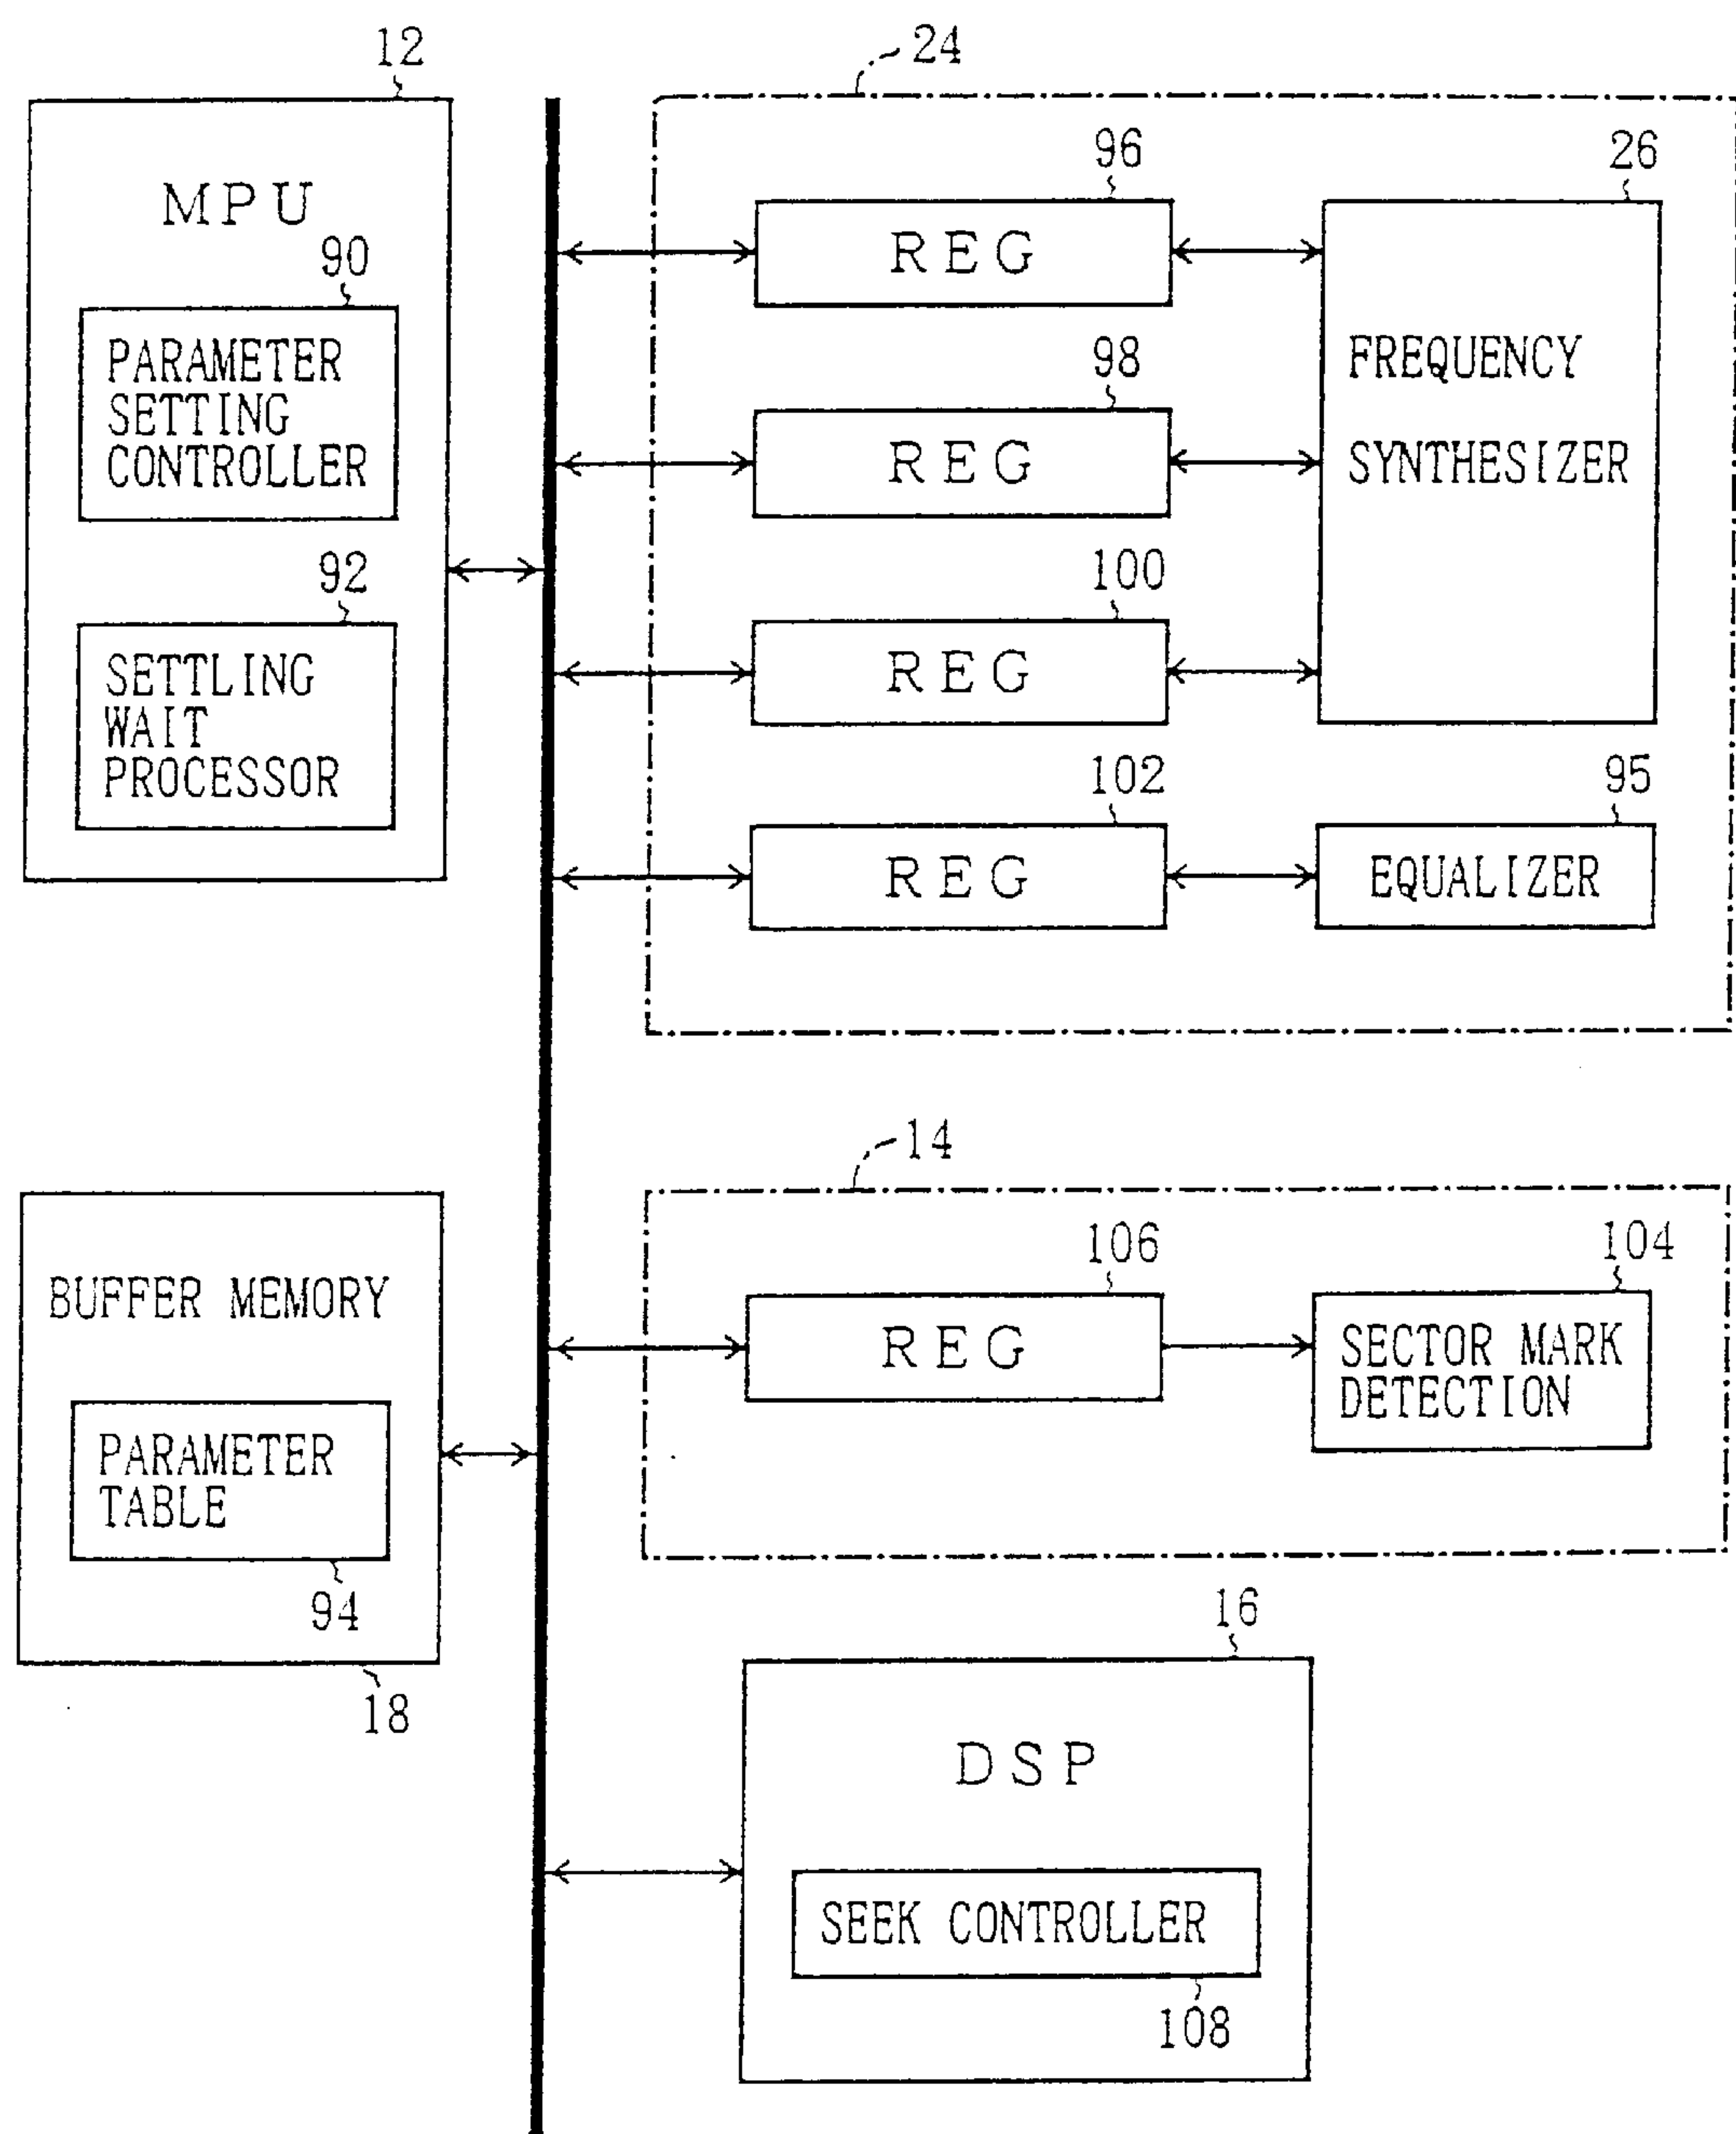 12
MPU
90
PARAMETER
SETTING
CONTROLLER
92
SETTLING
WAIT
PROCESSOR
24
96
REG
26
FREQUENCY
SYNTHESIZER
98
REG
100
REG
102
REG
95
EQUALIZER
BUFFER MEMORY
PARAMETER
TABLE
94
18
14
106
REG
104
SECTOR MARK
DETECTION
16
DSP
SEEK CONTROLLER
108